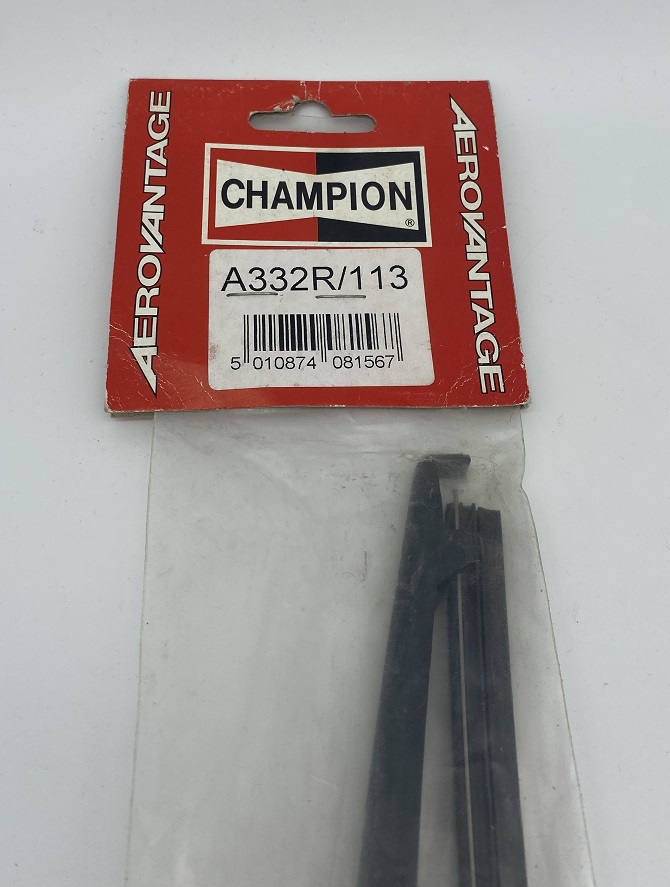 AEROVANTAGE
CHAMPION
®
A332R/113
5 010874 081567
AEROVANTAGE